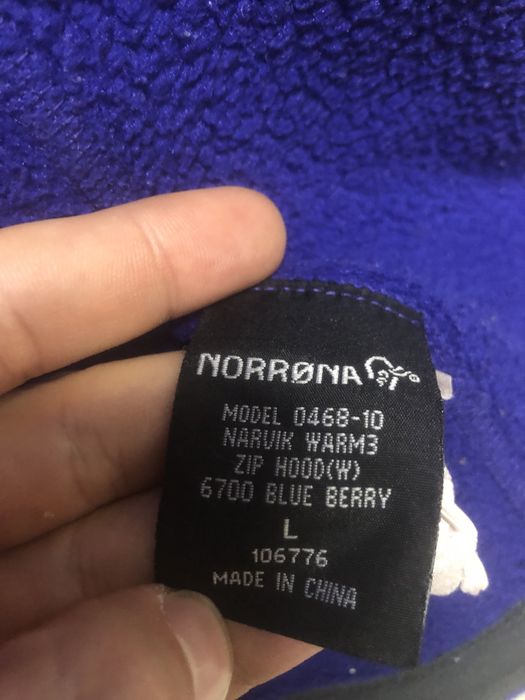 NORRØNA
MODEL 0468-10
NARVIK WARM3
ZIP HOOD(W)
6700 BLUE BERRY
L
106776
MADE IN CHINA